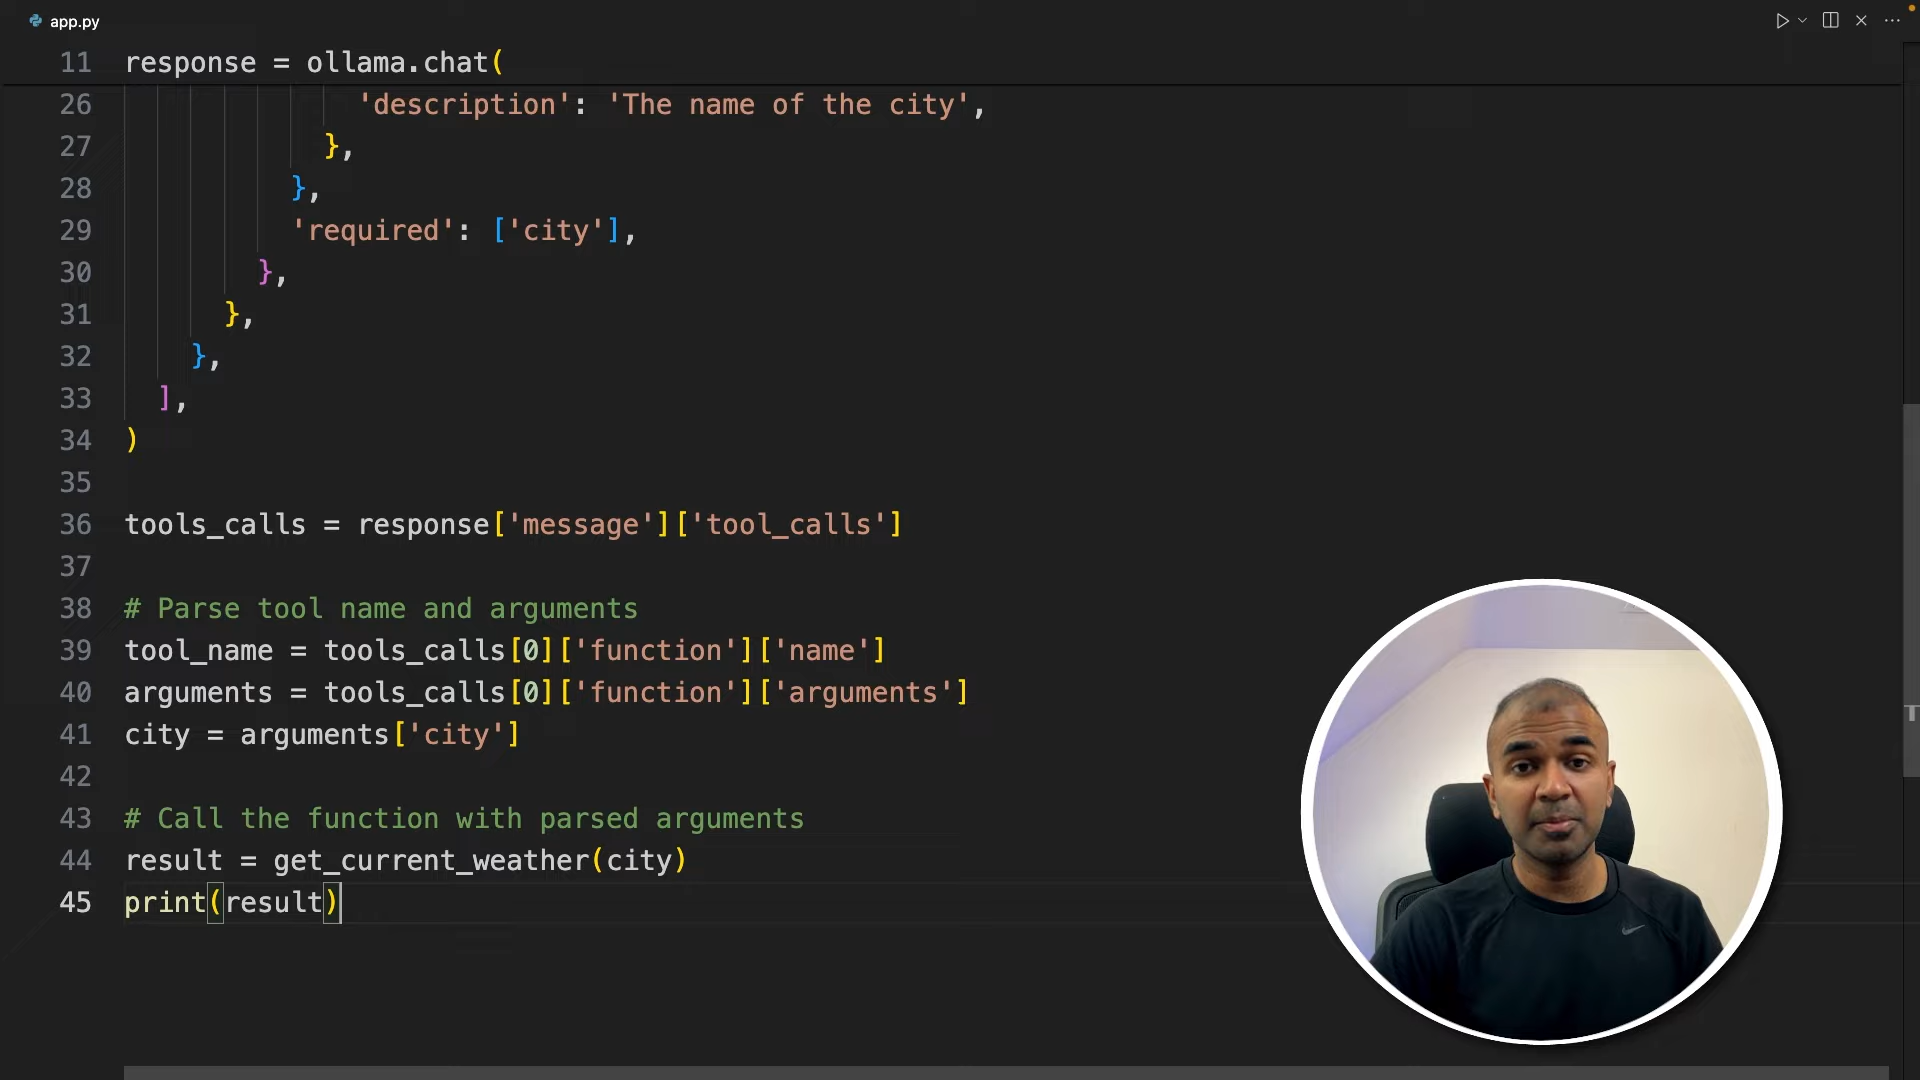 app.py
11 response = ollama.chat(
26 'description': 'The name of the city',
27 },
28 },
29 'required': ['city'],
30 },
31 },
32 },
33 ],
34 )
35
36 tools_calls = response['message']['tool_calls']
37
38 # Parse tool name and arguments
39 tool_name = tools_calls[0]['function']['name']
40 arguments = tools_calls[0]['function']['arguments']
41 city = arguments['city']
42
43 # Call the function with parsed arguments
44 result = get_current_weather(city)
45 print(result)